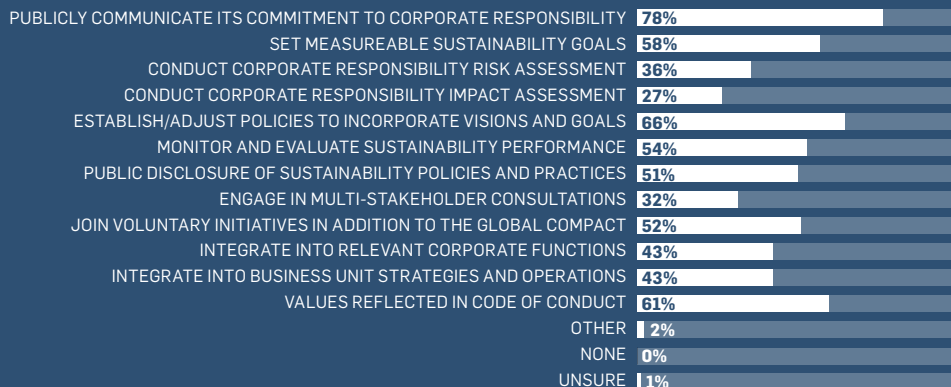 PUBLICLY COMMUNICATE ITS COMMITMENT TO CORPORATE RESPONSIBILITY 78%
SET MEASUREABLE SUSTAINABILITY GOALS 58%
CONDUCT CORPORATE RESPONSIBILITY RISK ASSESSMENT 36%
CONDUCT CORPORATE RESPONSIBILITY IMPACT ASSESSMENT 27%
ESTABLISH/ADJUST POLICIES TO INCORPORATE VISIONS AND GOALS 66%
MONITOR AND EVALUATE SUSTAINABILITY PERFORMANCE 54%
PUBLIC DISCLOSURE OF SUSTAINABILITY POLICIES AND PRACTICES 51%
ENGAGE IN MULTI-STAKEHOLDER CONSULTATIONS 32%
JOIN VOLUNTARY INITIATIVES IN ADDITION TO THE GLOBAL COMPACT 52%
INTEGRATE INTO RELEVANT CORPORATE FUNCTIONS 43%
INTEGRATE INTO BUSINESS UNIT STRATEGIES AND OPERATIONS 43%
VALUES REFLECTED IN CODE OF CONDUCT 61%
OTHER 2%
NONE 0%
UNSURE 1%